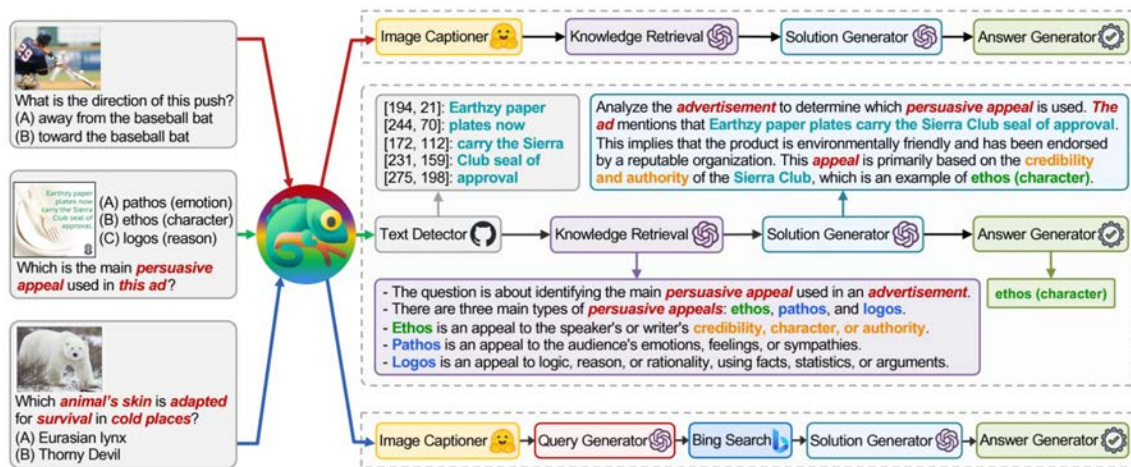 What is the direction of this push?
(A) away from the baseball bat
(B) toward the baseball bat
Earthzy paper
plates now
carry the Sierra
Club seal of
approval.
(A) pathos (emotion)
(B) ethos (character)
(C) logos (reason)
Which is the main persuasive
appeal used in this ad?
Which animal's skin is adapted
for survival in cold places?
(A) Eurasian lynx
(B) Thorny Devil
Image Captioner
Knowledge Retrieval
Solution Generator
Answer Generator
[194, 21]: Earthzy paper
[244, 70]: plates now
[172, 112]: carry the Sierra
[231, 159]: Club seal of
[275, 198]: approval
Analyze the advertisement to determine which persuasive appeal is used. The
ad mentions that Earthzy paper plates carry the Sierra Club seal of approval.
This implies that the product is environmentally friendly and has been endorsed
by a reputable organization. This appeal is primarily based on the credibility
and authority of the Sierra Club, which is an example of ethos (character).
Text Detector
Knowledge Retrieval
Solution Generator
Answer Generator
- The question is about identifying the main persuasive appeal used in an advertisement.
- There are three main types of persuasive appeals: ethos, pathos, and logos.
- Ethos is an appeal to the speaker's or writer's credibility, character, or authority.
- Pathos is an appeal to the audience's emotions, feelings, or sympathies.
- Logos is an appeal to logic, reason, or rationality, using facts, statistics, or arguments.
ethos (character)
Image Captioner
Query Generator
Bing Search
Solution Generator
Answer Generator